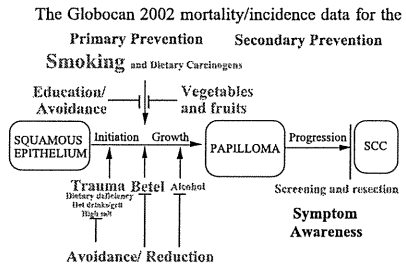 The Globocan 2002 mortality/incidence data for the
Primary Prevention Secondary Prevention
Smoking and Dietary Carcinogens
Education/ Vegetables
Avoidance and fruits
SQUAMOUS EPITHELIUM Initiation Growth PAPILLOMA Progression SCC
Trauma Betel Alcohol
Dietary deficiency
Hot drinks/
High salt
Screening and resection
Symptom
Awareness
Avoidance/ Reduction